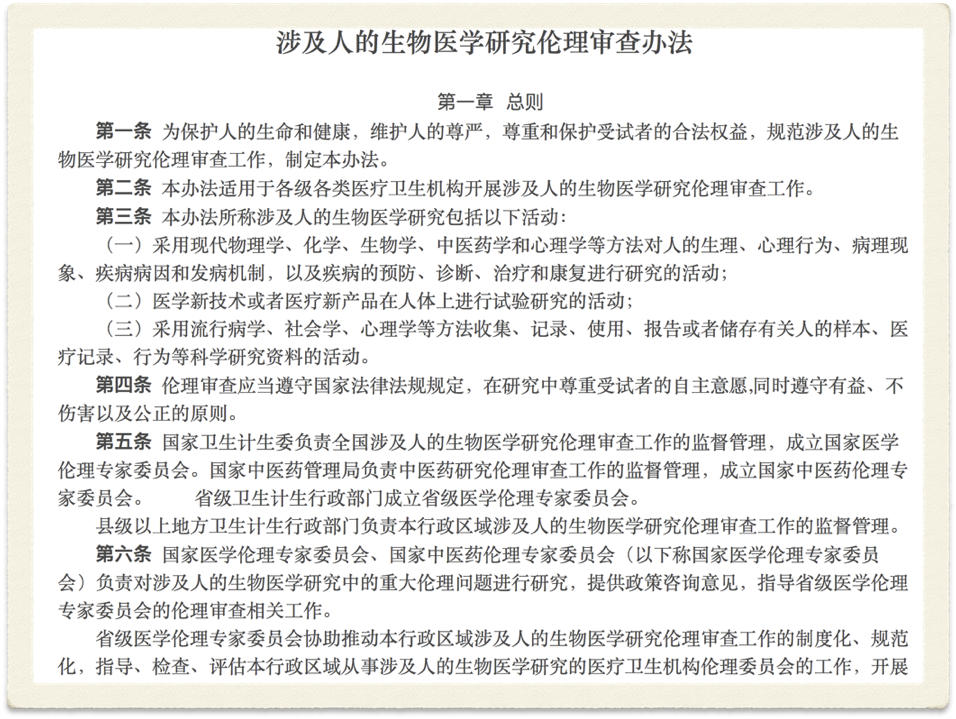 涉及人的生物医学研究伦理审查办法
第一章 总则
第一条 为保护人的生命和健康，维护人的尊严，尊重和保护受试者的合法权益，规范涉及人的生
物医学研究伦理审查工作，制定本办法。
第二条 本办法适用于各级各类医疗卫生机构开展涉及人的生物医学研究伦理审查工作。
第三条 本办法所称涉及人的生物医学研究包括以下活动：
（一）采用现代物理学、化学、生物学、中医药学和心理学等方法对人的生理、心理行为、病理现
象、疾病病因和发病机制，以及疾病的预防、诊断、治疗和康复进行研究的活动；
（二）医学新技术或者医疗新产品在人体上进行试验研究的活动；
（三）采用流行病学、社会学、心理学等方法收集、记录、使用、报告或者储存有关人的样本、医
疗记录、行为等科学研究资料的活动。
第四条 伦理审查应当遵守国家法律法规规定，在研究中尊重受试者的自主意愿,同时遵守有益、不
伤害以及公正的原则。
第五条 国家卫生计生委负责全国涉及人的生物医学研究伦理审查工作的监督管理，成立国家医学
伦理专家委员会。国家中医药管理局负责中医药研究伦理审查工作的监督管理，成立国家中医药伦理专
家委员会。 省级卫生计生行政部门成立省级医学伦理专家委员会。
县级以上地方卫生计生行政部门负责本行政区域涉及人的生物医学研究伦理审查工作的监督管理。
第六条 国家医学伦理专家委员会、国家中医药伦理专家委员会（以下称国家医学伦理专家委员
会）负责对涉及人的生物医学研究中的重大伦理问题进行研究，提供政策咨询意见，指导省级医学伦理
专家委员会的伦理审查相关工作。
省级医学伦理专家委员会协助推动本行政区域涉及人的生物医学研究伦理审查工作的制度化、规范
化，指导、检查、评估本行政区域从事涉及人的生物医学研究的医疗卫生机构伦理委员会的工作，开展